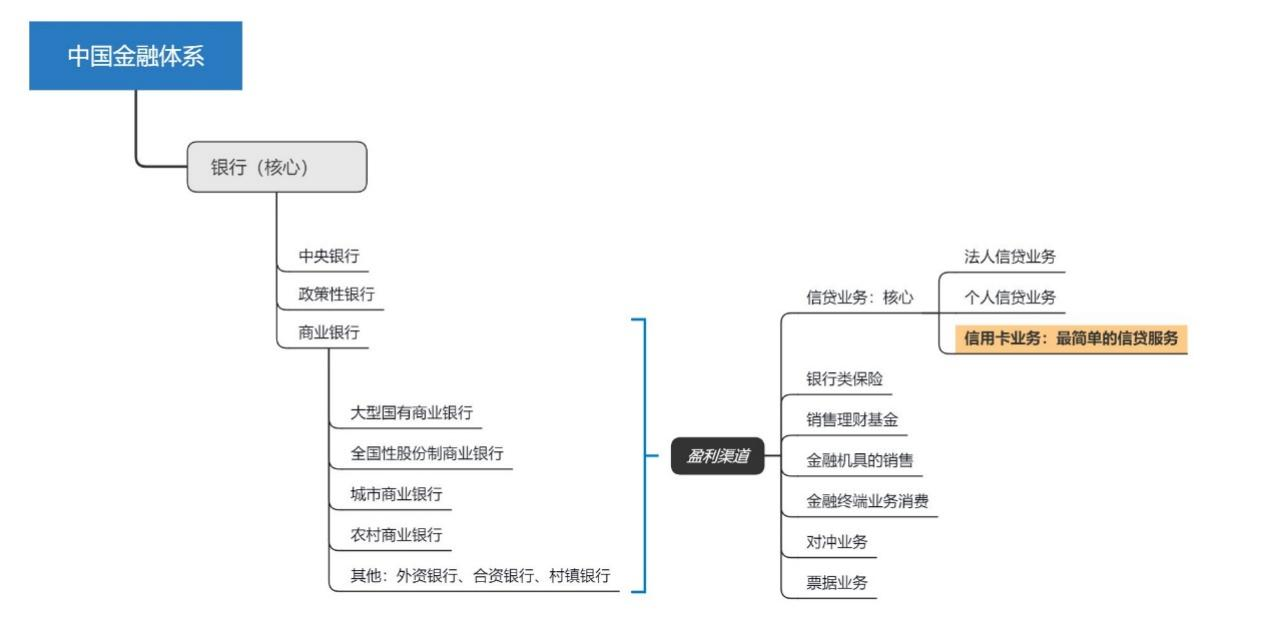 中国金融体系
银行（核心）
中央银行
政策性银行
商业银行
大型国有商业银行
全国性股份制商业银行
城市商业银行
农村商业银行
其他：外资银行、合资银行、村镇银行
盈利渠道
信贷业务：核心
法人信贷业务
个人信贷业务
信用卡业务：最简单的信贷服务
银行类保险
销售理财基金
金融机具的销售
金融终端业务消费
对冲业务
票据业务